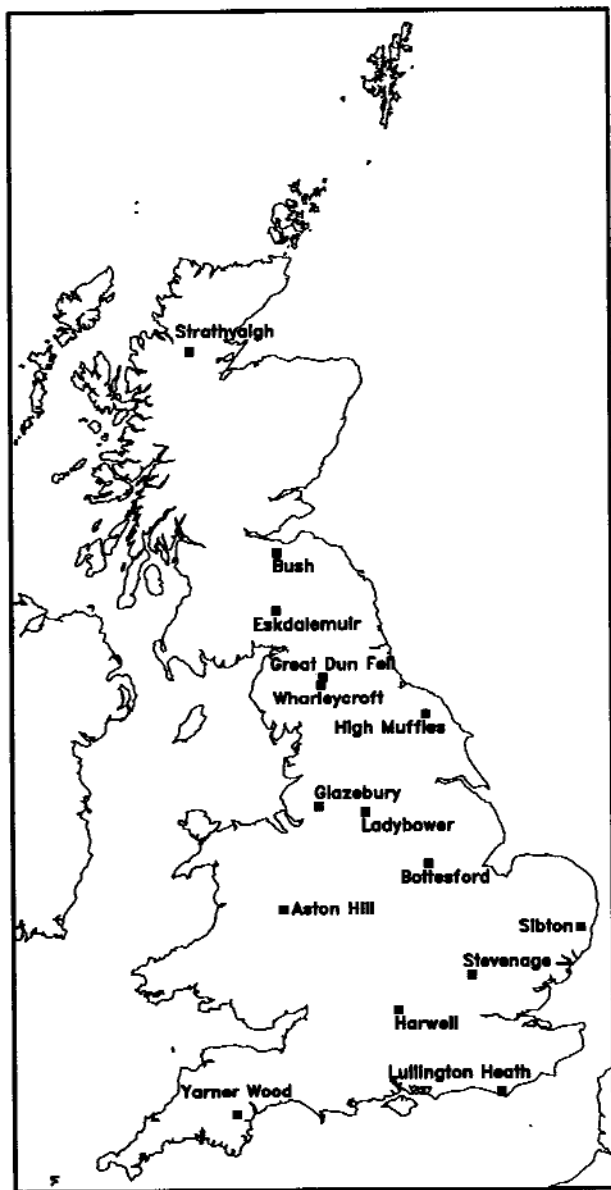 Strathvaigh
Bush
Eskdalemuir
Great Dun Fell
Wharleycroft
High Muffles
Glazebury
Ladybower
Bottesford
Aston Hill
Sibton
Stevenage
Harwell
Lullington Heath
Yarner Wood